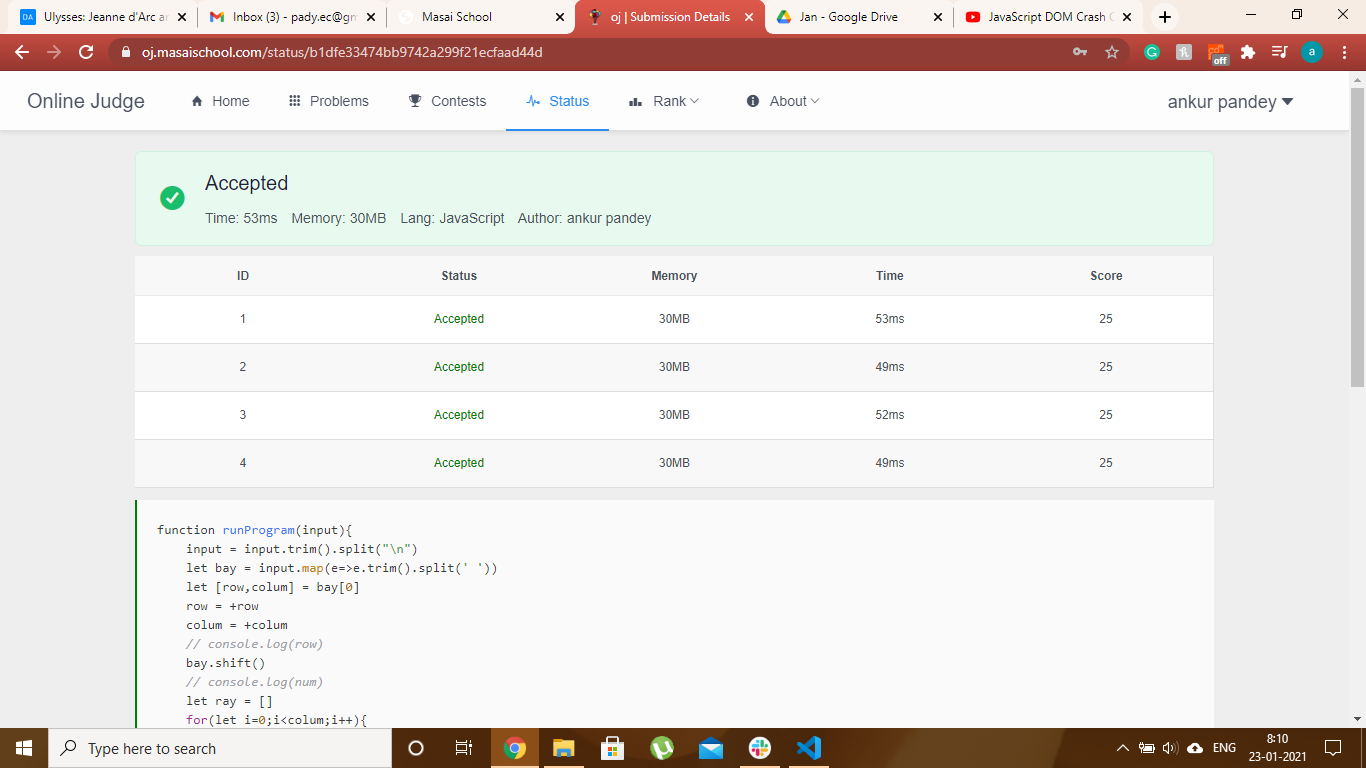 Ulysses: Jeanne d'Arc ar
Inbox (3) - pady.ec@gm
Masai School
oj | Submission Details
Jan - Google Drive
JavaScript DOM Crash C
oj.masaischool.com/status/b1dfe33474bb9742a299f21ecfaad44d
off
a
Online Judge
Home
Problems
Contests
Status
Rank
About
ankur pandey
Accepted
Time: 53ms Memory: 30MB Lang: JavaScript Author: ankur pandey
ID Status Memory Time Score
1 Accepted 30MB 53ms 25
2 Accepted 30MB 49ms 25
3 Accepted 30MB 52ms 25
4 Accepted 30MB 49ms 25
function runProgram(input){
input = input.trim().split("\n")
let bay = input.map(e=>e.trim().split(' '))
let [row,colum] = bay[0]
row = +row
colum = +colum
// console.log(row)
bay.shift()
// console.log(num)
let ray = []
for(let i=0;i<colum;i++){
Type here to search
ENG
8:10
23-01-2021